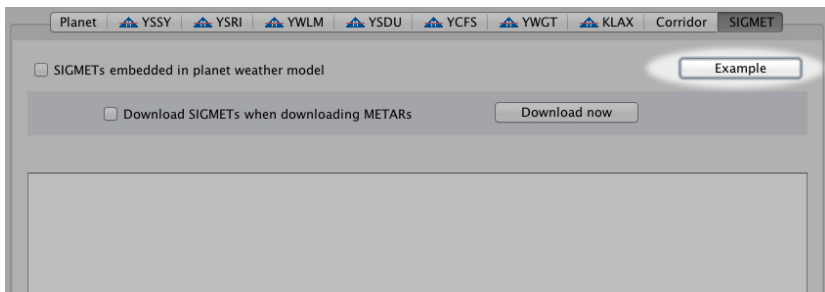 Planet YSSY YSRI YWLM YSDU YCFS YWGT KLAX Corridor SIGMET
SIGMETs embedded in planet weather model Example
Download SIGMETs when downloading METARs Download now